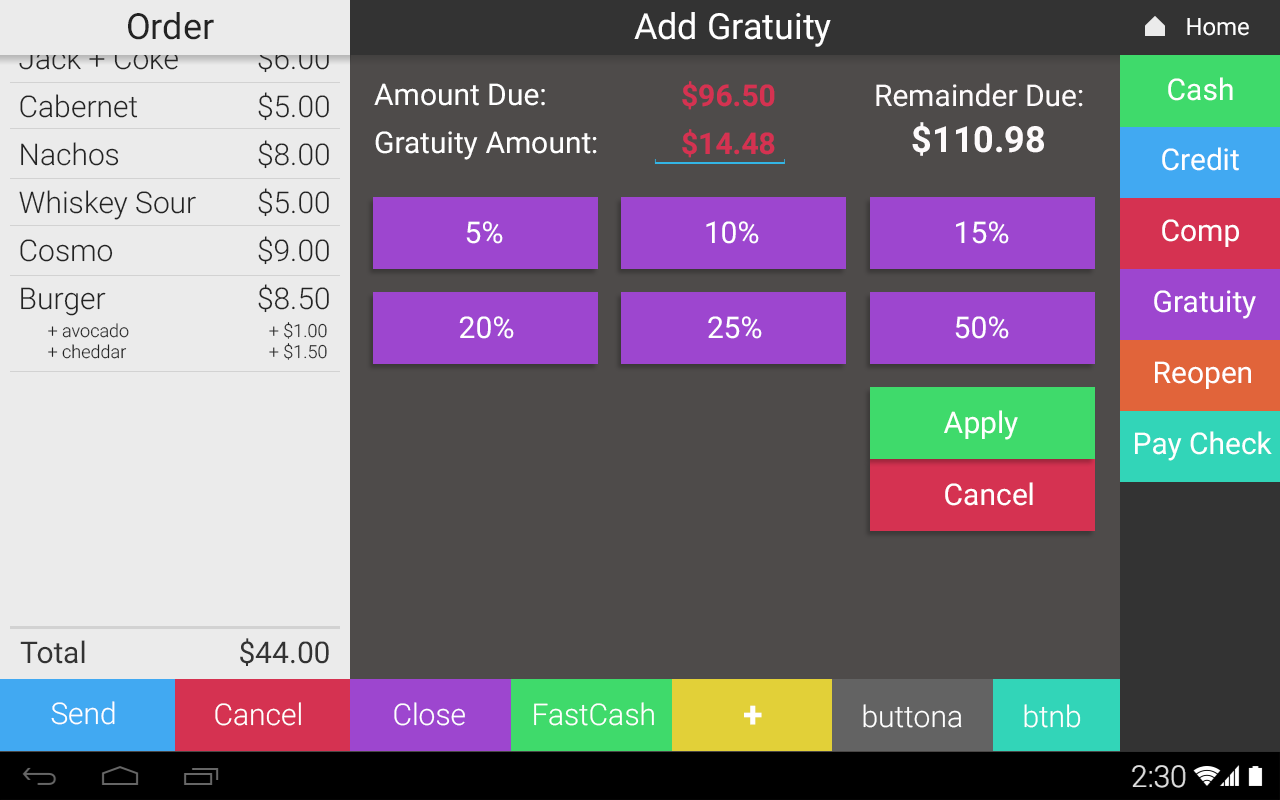 Order
Add Gratuity
Home
Jack + Coke $6.00
Cabernet $5.00
Nachos $8.00
Whiskey Sour $5.00
Cosmo $9.00
Burger $8.50
+ avocado + $1.00
+ cheddar + $1.50
Total $44.00
Send
Cancel
Amount Due: $96.50
Gratuity Amount: $14.48
Remainder Due:
$110.98
5% 10% 15%
20% 25% 50%
Apply
Cancel
Close
FastCash
+
buttona
btnb
Cash
Credit
Comp
Gratuity
Reopen
Pay Check
2:30